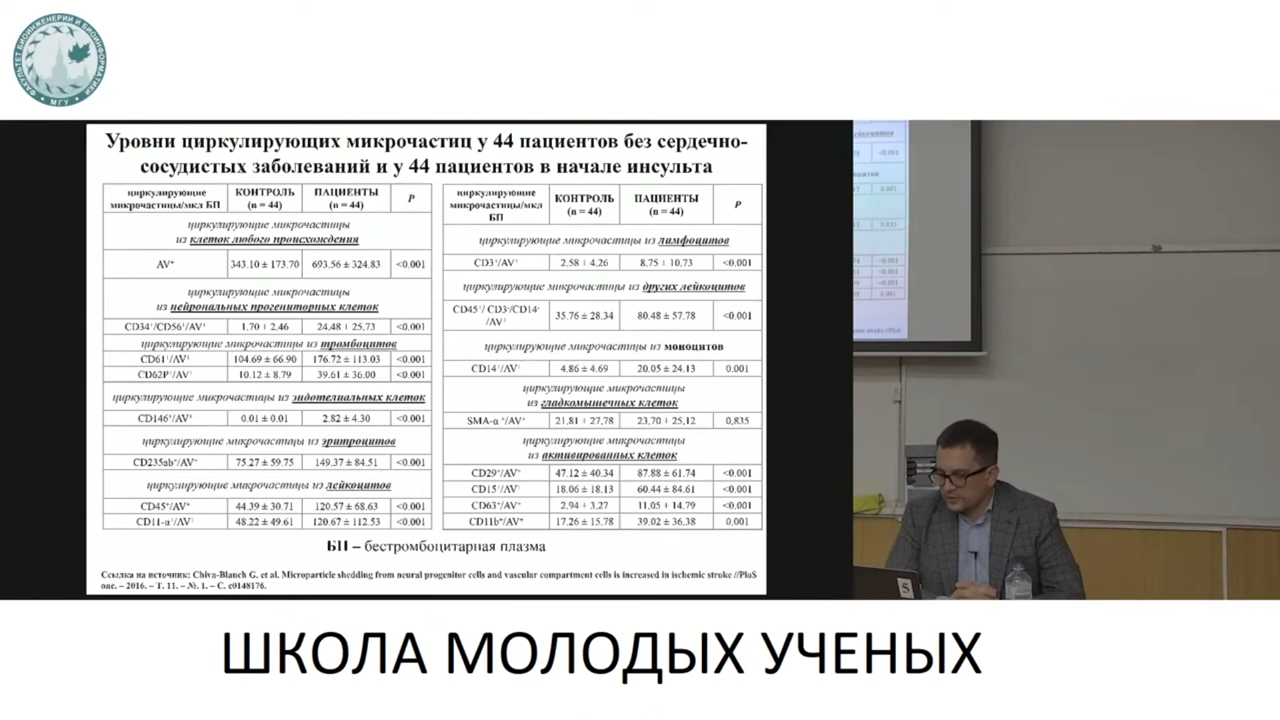 ФАКУЛЬТЕТ БИОИНЖЕНЕРИИ И БИОИНФОРМАТИКИ
МГУ
Уровни циркулирующих микрочастиц у 44 пациентов без сердечно-
сосудистых заболеваний и у 44 пациентов в начале инсульта
циркулирующие микрочастицы/мкл БП КОНТРОЛЬ (n = 44) ПАЦИЕНТЫ (n = 44) P
циркулирующие микрочастицы
из клеток любого происхождения
AV+ 343.10 ± 173.70 693.56 ± 324.83 <0.001
циркулирующие микрочастицы
из нейрональных прогениторных клеток
CD34+/CD56+/AV+ 1.70 ± 2.46 24.48 ± 25.73 <0.001
циркулирующие микрочастицы из тромбоцитов
CD61+/AV+ 104.69 ± 66.90 176.72 ± 113.03 <0.001
CD62P+/AV+ 10.12 ± 8.79 39.61 ± 36.00 <0.001
циркулирующие микрочастицы из эндотелиальных клеток
CD146+/AV+ 0.01 ± 0.01 2.82 ± 4.30 <0.001
циркулирующие микрочастицы из эритроцитов
CD235ab+/AV+ 75.27 ± 59.75 149.37 ± 84.51 <0.001
циркулирующие микрочастицы из лейкоцитов
CD45+/AV+ 44.39 ± 30.71 120.57 ± 68.63 <0.001
CD11-α+/AV+ 48.22 ± 49.61 120.67 ± 112.53 <0.001
циркулирующие микрочастицы/мкл БП КОНТРОЛЬ (n = 44) ПАЦИЕНТЫ (n = 44) P
циркулирующие микрочастицы из лимфоцитов
CD3+/AV+ 2.58 ± 4.26 8.75 ± 10.73 <0.001
циркулирующие микрочастицы из других лейкоцитов
CD45+/ CD3-/CD14-/AV+ 35.76 ± 28.34 80.48 ± 57.78 <0.001
циркулирующие микрочастицы из моноцитов
CD14+/AV+ 4.86 ± 4.69 20.05 ± 24.13 0.001
циркулирующие микрочастицы
из гладкомышечных клеток
SMA-α +/AV+ 21.81 ± 27.78 23.70 ± 25.12 0.835
циркулирующие микрочастицы
из активированных клеток
CD29+/AV+ 47.12 ± 40.34 87.88 ± 61.74 <0.001
CD15+/AV+ 18.06 ± 18.13 60.44 ± 84.61 <0.001
CD63+/AV+ 2.94 ± 3.27 11.05 ± 14.79 <0.001
CD11b+/AV+ 17.26 ± 15.78 39.02 ± 36.38 0.001
БП – бестромбоцитарная плазма
Ссылка на источник: Chiva-Blanch G. et al. Microparticle shedding from neural progenitor cells and vascular compartment cells is increased in ischemic stroke //PloS
one. – 2016. – Т. 11. – №. 1. – С. e0148176.
ШКОЛА МОЛОДЫХ УЧЕНЫХ